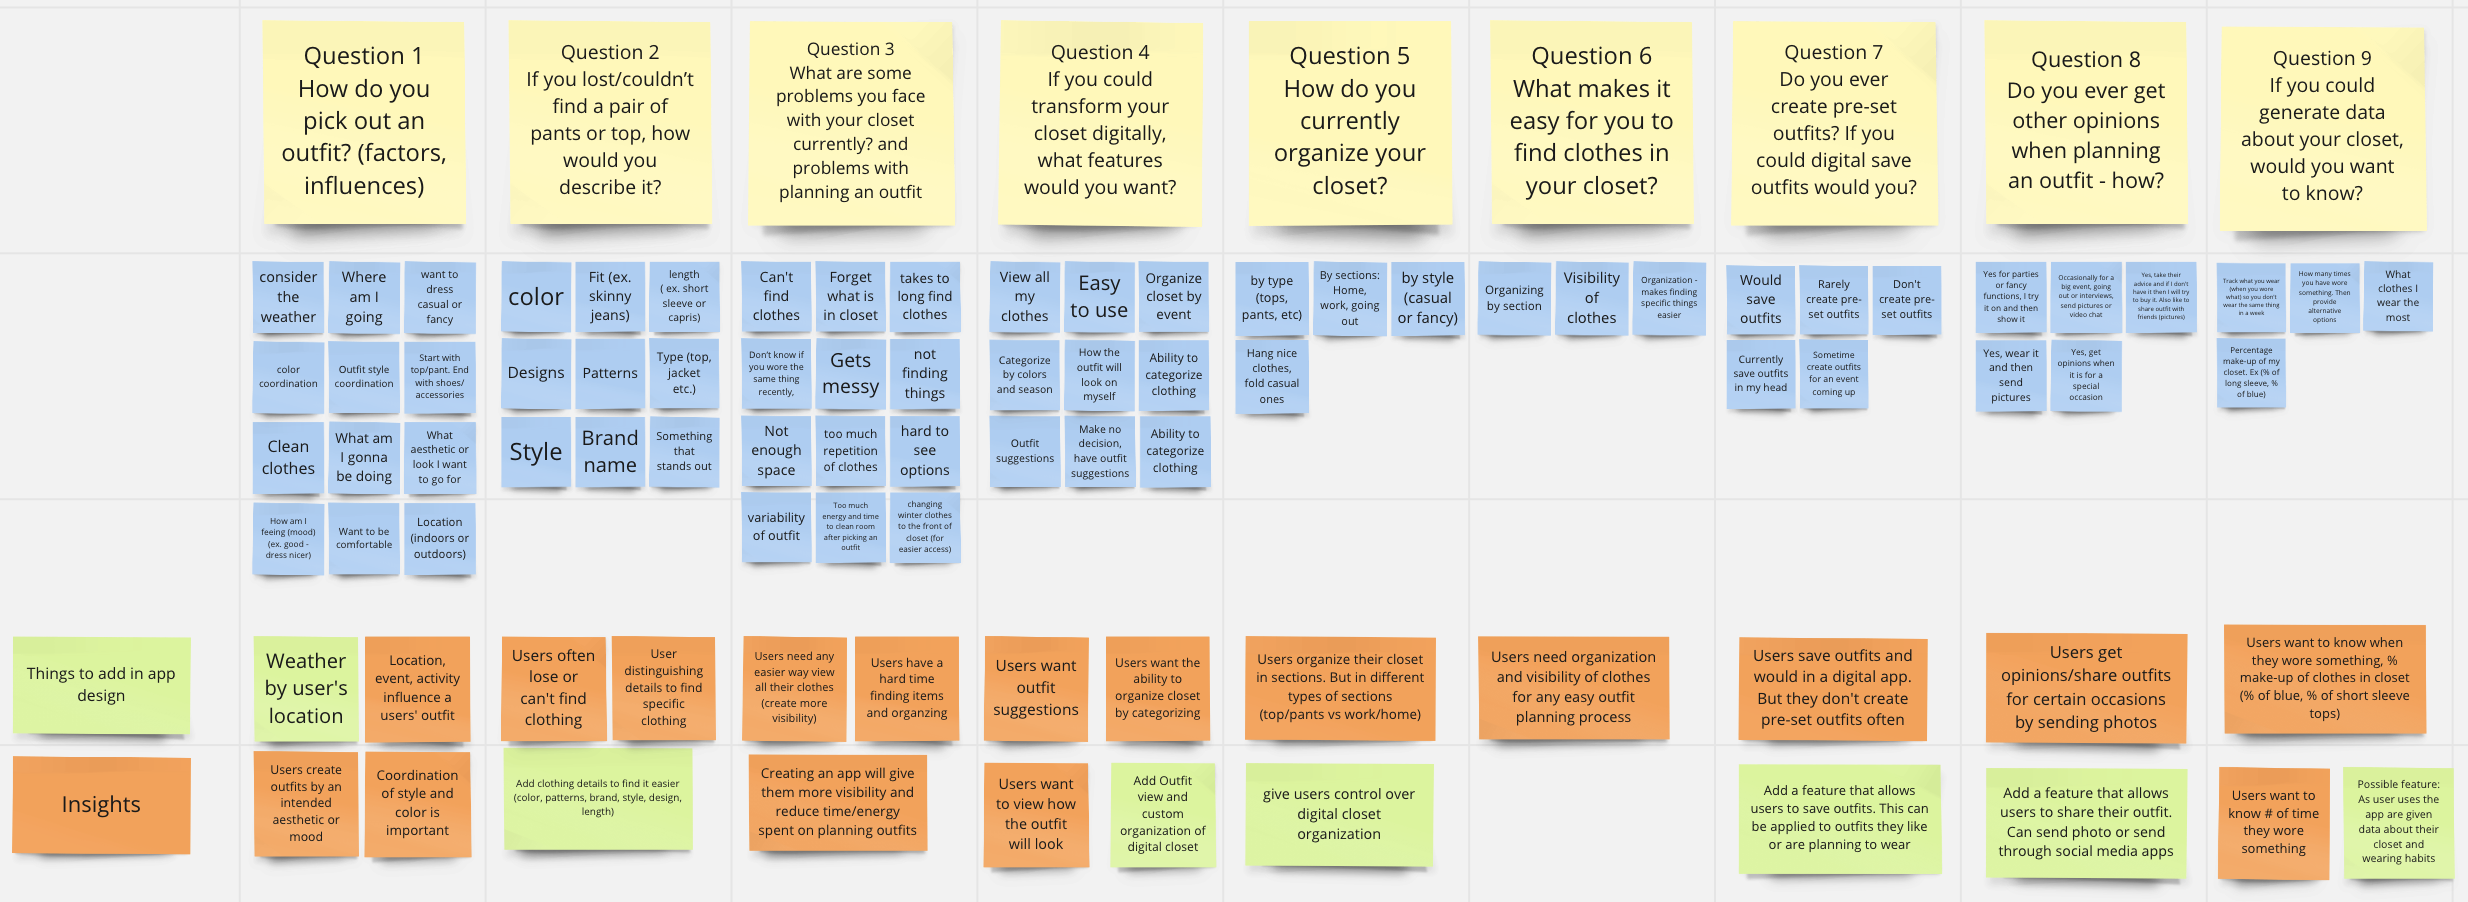 Question 1
How do you
pick out an
outfit? (factors,
influences)
Question 2
If you lost/couldn't
find a pair of
pants or top, how
would you
describe it?
Question 3
What are some
problems you face
with your closet
currently? and
problems with
planning an outfit
Question 4
If you could
transform your
closet digitally,
what features
would you want?
Question 5
How do you
currently
organize your
closet?
Question 6
What makes it
easy for you to
find clothes in
your closet?
Question 7
Do you ever
create pre-set
outfits? If you
could digital save
outfits would you?
Question 8
Do you ever get
other opinions
when planning
an outfit - how?
Question 9
If you could
generate data
about your closet,
would you want
to know?
consider
the
weather
Where
am I
going
want to
dress
casual or
fancy
color
coordination
Outfit style
coordination
Start with
top/pant. End
with shoes/
accessories
Clean
clothes
What am
I gonna
be doing
What
aesthetic or
look I want
to go for
How am I
feeing (mood)
(ex. good -
dress nicer)
Want to be
comfortable
Location
(indoors or
outdoors)
color
Fit (ex.
skinny
jeans)
length
( ex. short
sleeve or
capris)
Designs
Patterns
Type (top,
jacket
etc.)
Style
Brand
name
Something
that
stands out
Can't
find
clothes
Forget
what is
in closet
takes to
long find
clothes
Don't know if
you wore the
same thing
recently,
Gets
messy
not
finding
things
Not
enough
space
too much
repetition
of clothes
hard to
see
options
variability
of outfit
Too much
energy and time
to clean room
after picking an
outfit
changing
winter clothes
to the front of
closet (for
easier access)
View all
my
clothes
Easy
to use
Organize
closet by
event
Categorize
by colors
and season
How the
outfit will
look on
myself
Ability to
categorize
clothing
Outfit
suggestions
Make no
decision,
have outfit
suggestions
Ability to
categorize
clothing
by type
(tops,
pants, etc)
By sections:
Home,
work, going
out
by style
(casual
or fancy)
Hang nice
clothes,
fold casual
ones
Organizing
by section
Visibility
of
clothes
Organization -
makes finding
specific things
easier
Would
save
outfits
Rarely
create pre-
set outfits
Don't
create pre-
set outfits
Currently
save outfits
in my head
Sometime
create outfits
for an event
coming up
Yes for parties
or fancy
functions, I try
it on and then
show it
Occasionally for a
big event, going
out or interviews,
send pictures or
video chat
Yes, take their
advice and if I don't
have it then I will try
to buy it. Also like to
share outfit with
friends (pictures)
Yes, wear it
and then
send
pictures
Yes, get
opinions when
it is for a
special
occasion
Track what you wear
(when you wore
what) so you don't
wear the same thing
in a week
How many times
you have wore
something. Then
provide
alternative
options
What
clothes I
wear the
most
Percentage
make-up of my
closet. Ex (% of
long sleeve, %
of blue)
Things to add in app
design
Weather
by user's
location
Location,
event, activity
influence a
users' outfit
Users often
lose or
can't find
clothing
User
distinguishing
details to find
specific
clothing
Users need any
easier way view
all their clothes
(create more
visibility)
Users have a
hard time
finding items
and organzing
Users want
outfit
suggestions
Users want the
ability to
organize closet
by categorizing
Users organize their closet
in sections. But in different
types of sections
(top/pants vs work/home)
Users need organization
and visibility of clothes
for any easy outfit
planning process
Users save outfits and
would in a digital app.
But they don't create
pre-set outfits often
Users get
opinions/share outfits
for certain occasions
by sending photos
Users want to know when
they wore something, %
make-up of clothes in closet
(% of blue, % of short sleeve
tops)
Insights
Users create
outfits by an
intended
aesthetic or
mood
Coordination
of style and
color is
important
Add clothing details to find it easier
(color, patterns, brand, style, design,
length)
Creating an app will give
them more visibility and
reduce time/energy
spent on planning outfits
Users want
to view how
the outfit
will look
Add Outfit
view and
custom
organization of
digital closet
give users control over
digital closet
organization
Add a feature that allows
users to save outfits. This can
be applied to outfits they like
or are planning to wear
Add a feature that allows
users to share their outfit.
Can send photo or send
through social media apps
Users want to
know # of time
they wore
something
Possible feature:
As user uses the
app are given
data about their
closet and
wearing habits